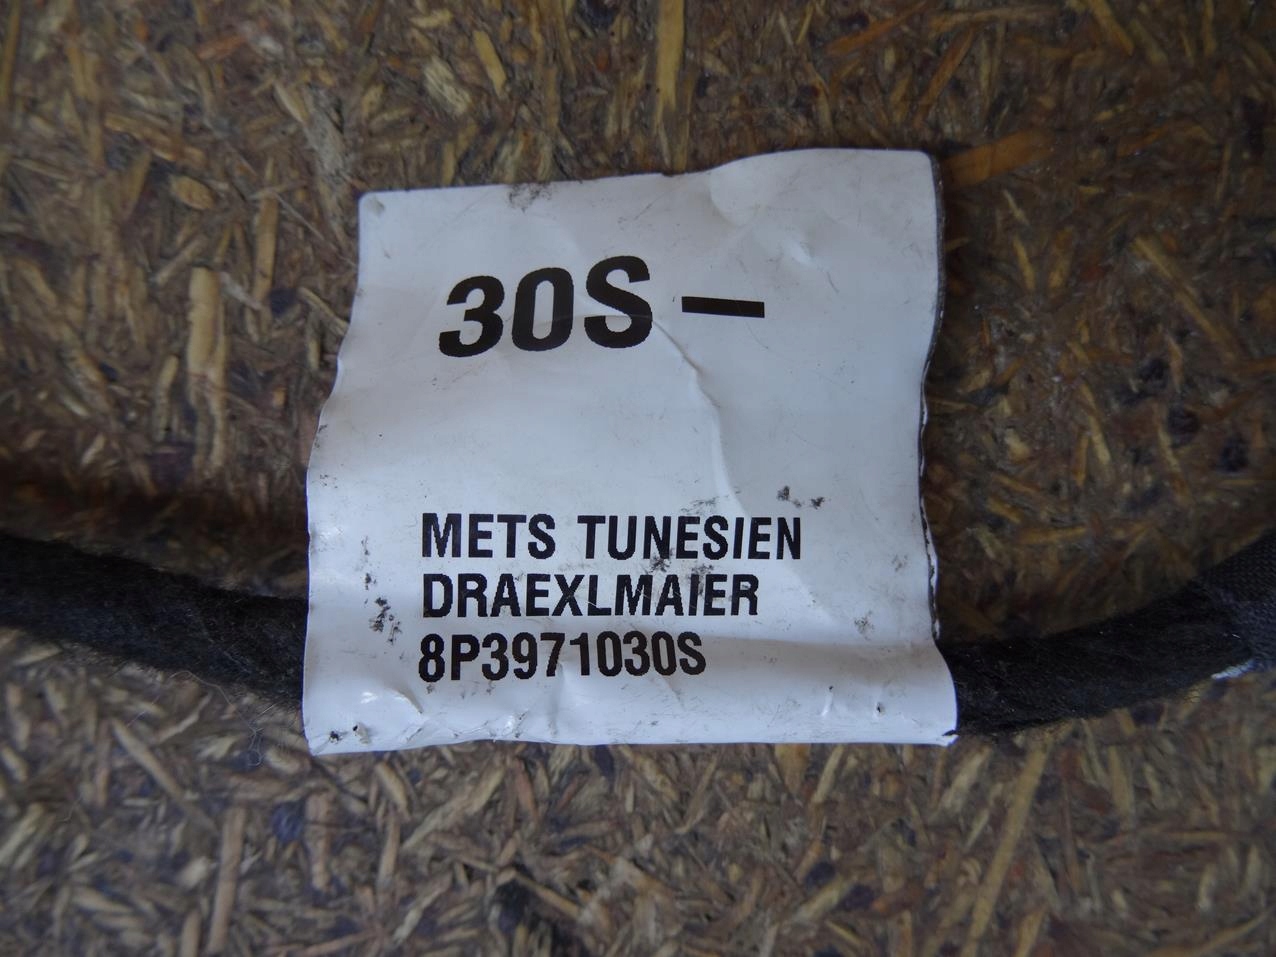 30S–
METS TUNESIEN
DRAEXLMAIER
8P3971030S